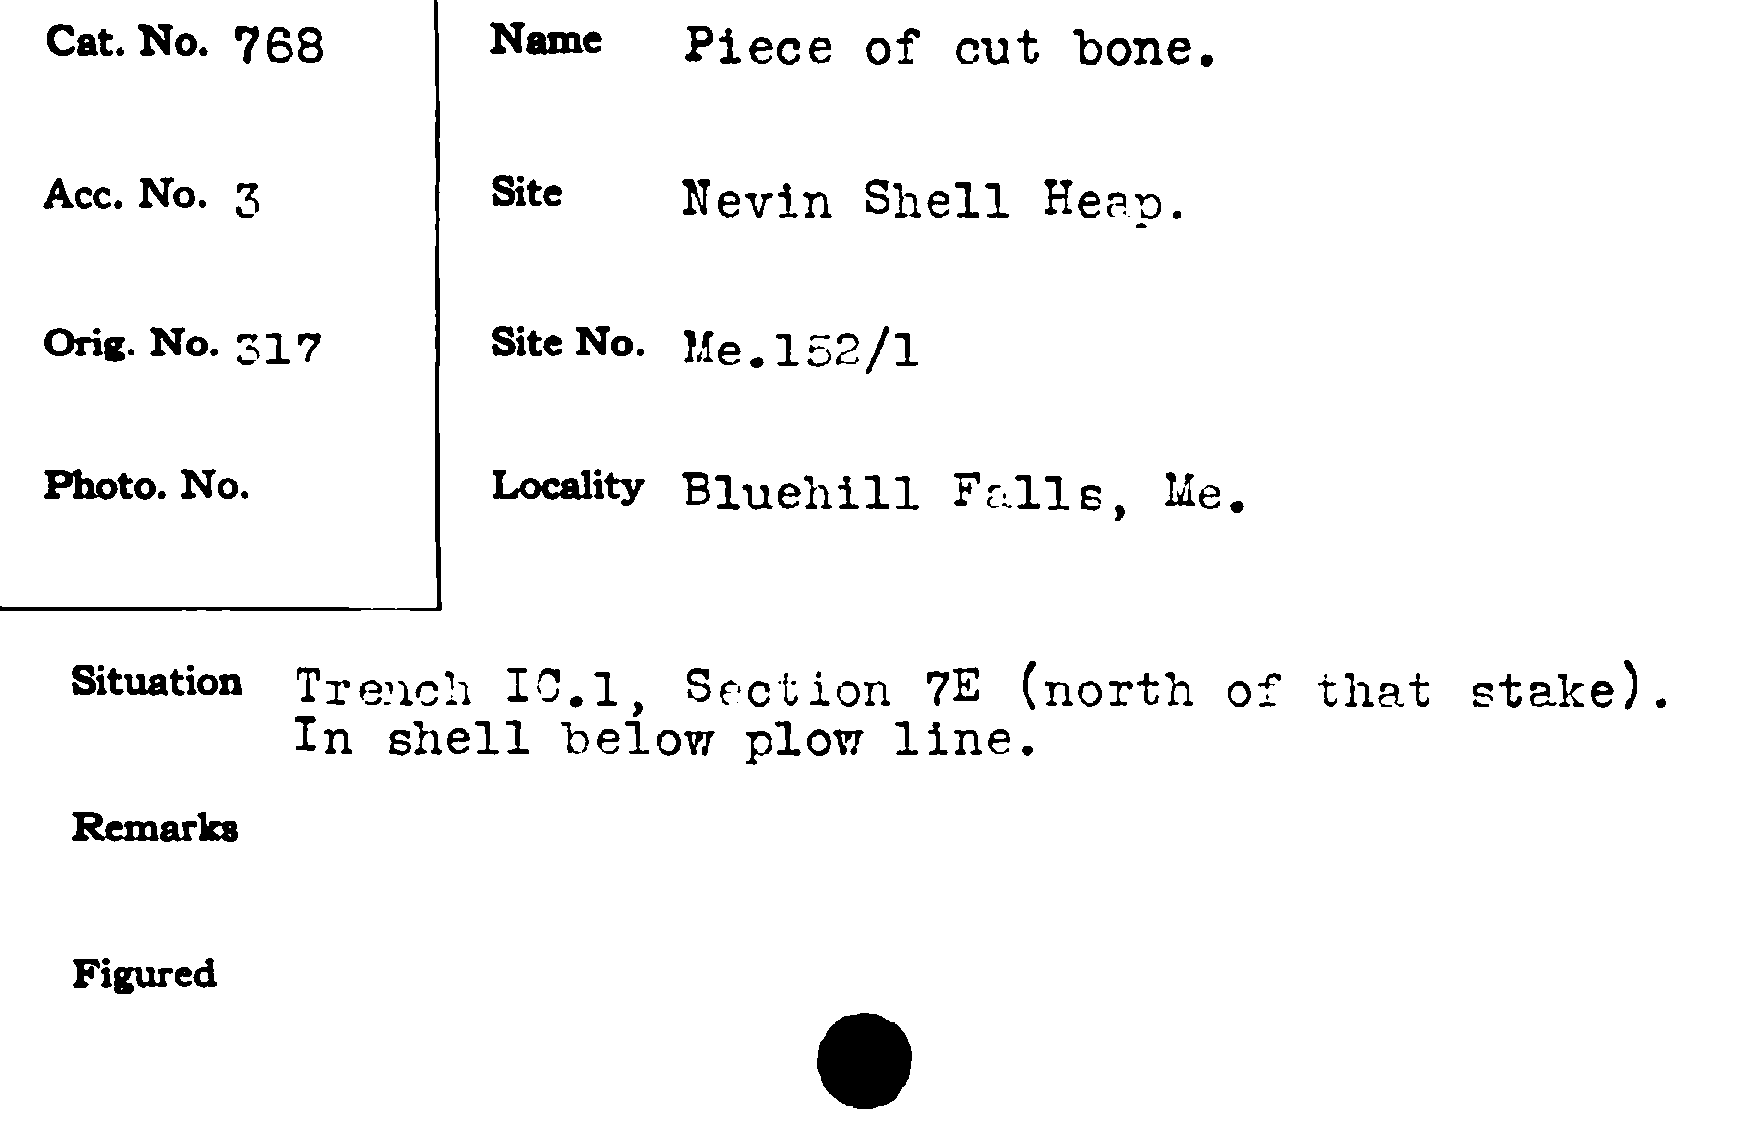 Cat. No. 768
Name Piece of cut bone.
Acc. No. 3
Site Nevin Shell Heap.
Orig. No. 317
Site No. Me.152/1
Photo. No.
Locality Bluehill Falls, Me.
Situation Trench IC.1, Section 7E (north of that stake).
In shell below plow line.
Remarks
Figured